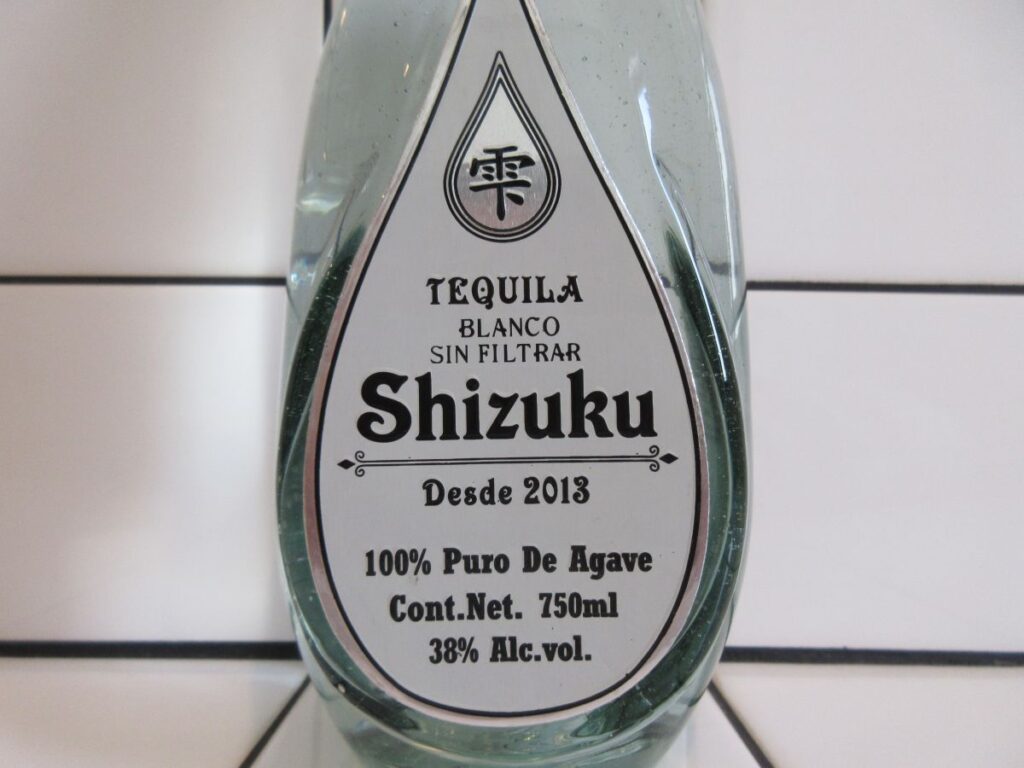 雫
TEQUILA
BLANCO
SIN FILTRAR
Shizuku
Desde 2013
100% Puro De Agave
Cont.Net. 750ml
38% Alc.vol.